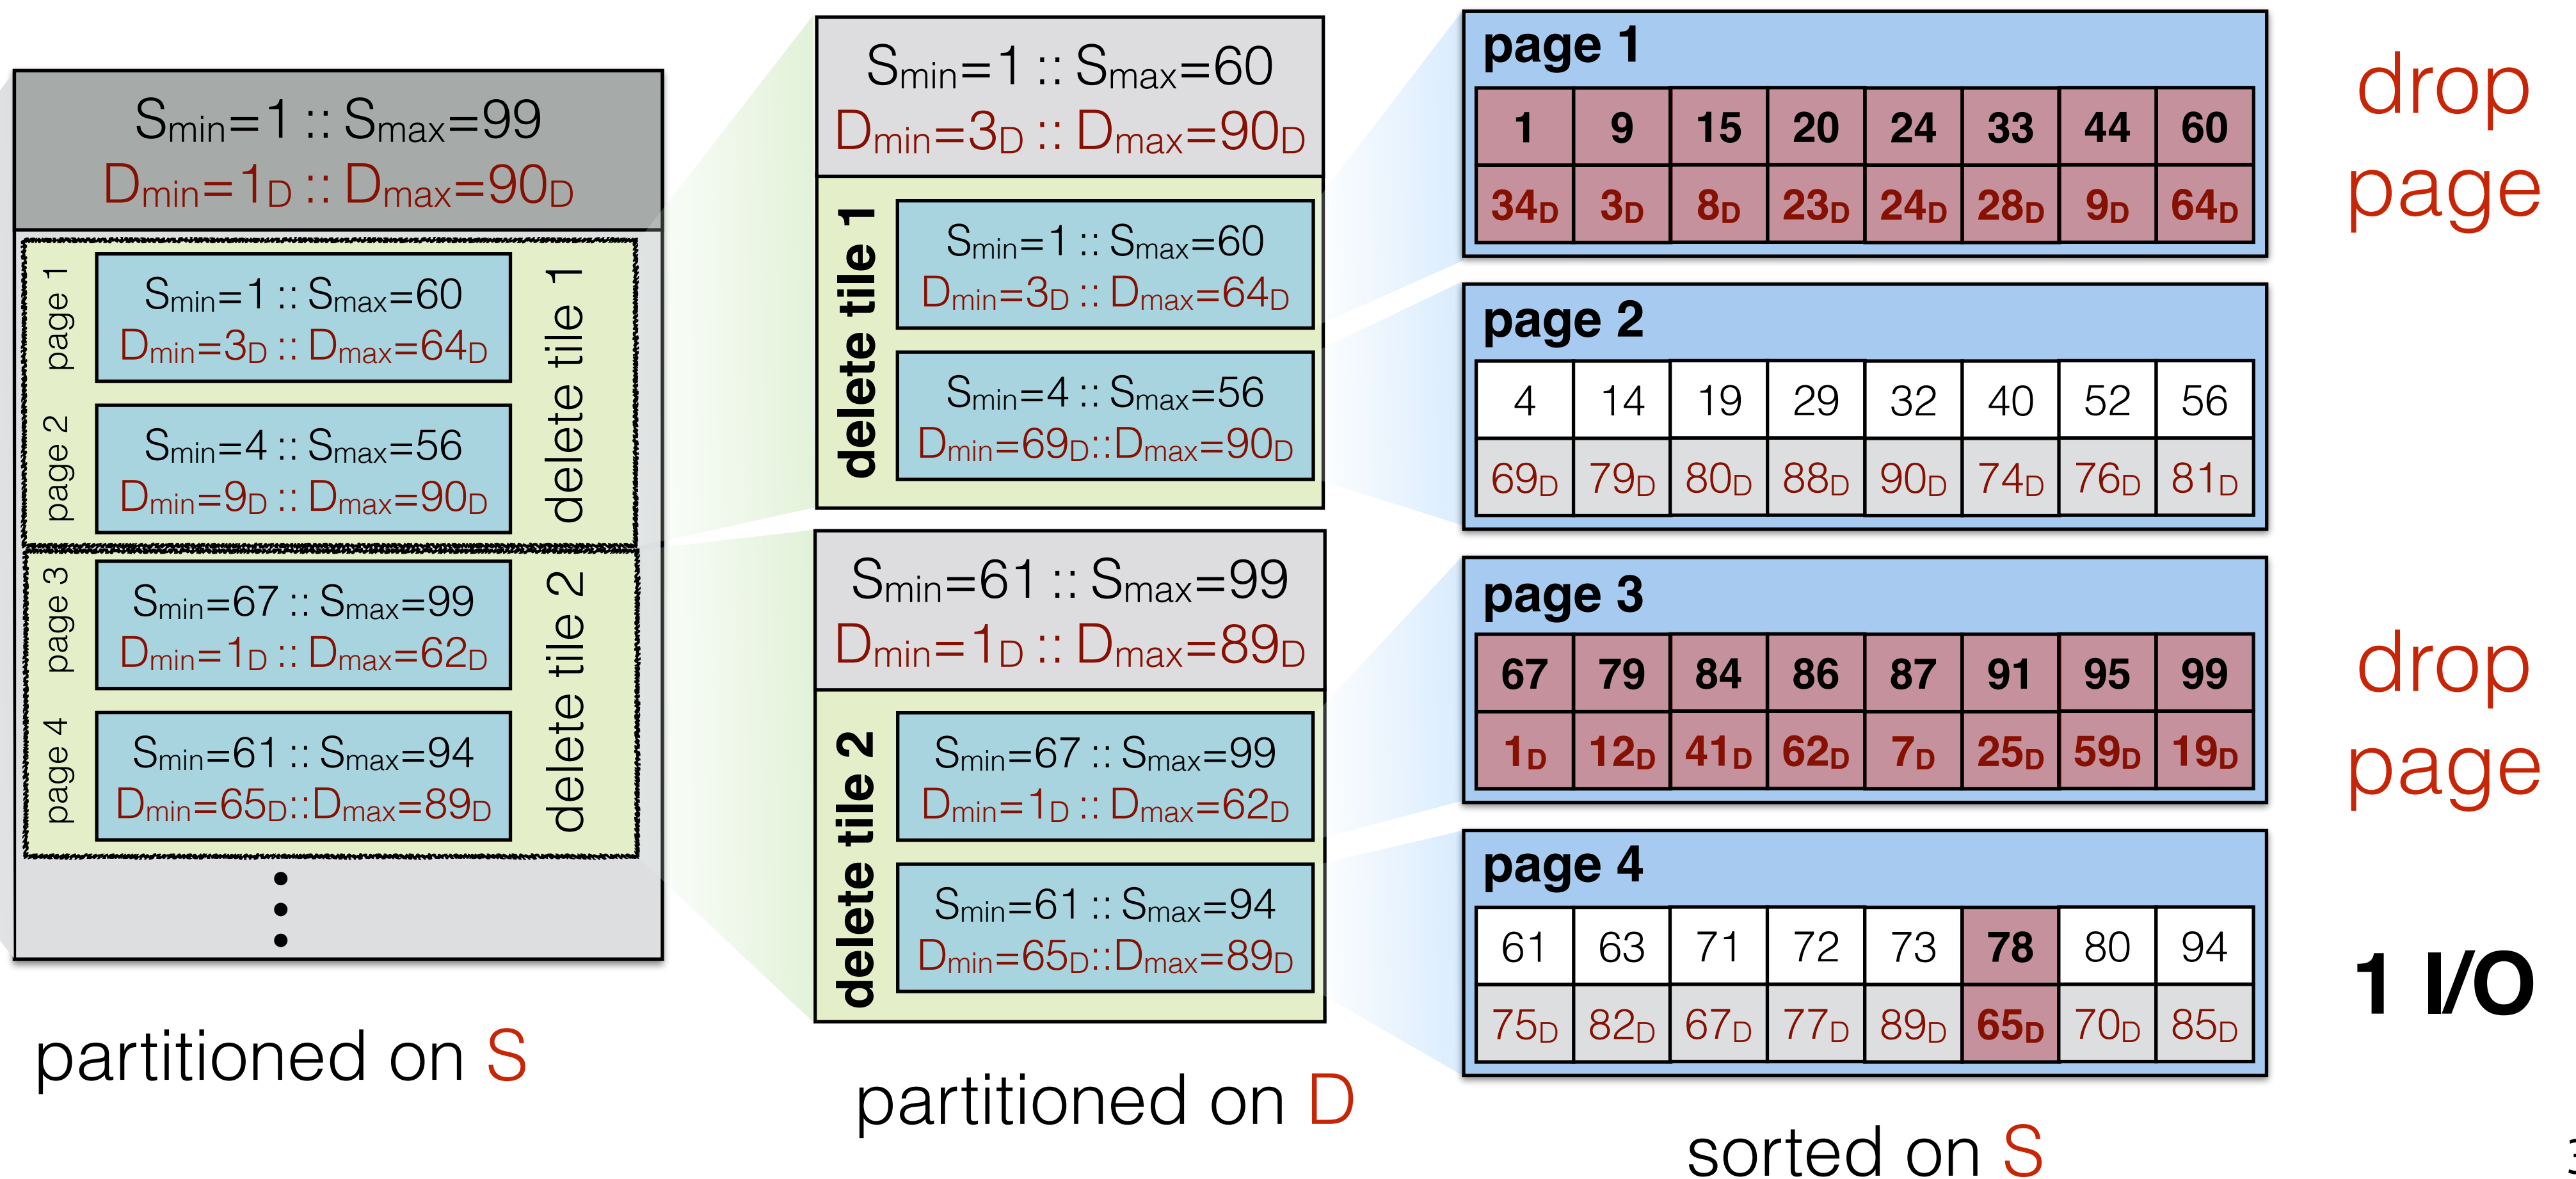 Smin=1 :: Smax=99
Dmin=1D :: Dmax=90D
page 1
Smin=1 :: Smax=60
Dmin=3D :: Dmax=64D
page 2
Smin=4 :: Smax=56
Dmin=9D :: Dmax=90D
delete tile 1
page 3
Smin=67 :: Smax=99
Dmin=1D :: Dmax=62D
page 4
Smin=61 :: Smax=94
Dmin=65D::Dmax=89D
delete tile 2
partitioned on S
Smin=1 :: Smax=60
Dmin=3D :: Dmax=90D
delete tile 1
Smin=1 :: Smax=60
Dmin=3D :: Dmax=64D
Smin=4 :: Smax=56
Dmin=69D::Dmax=90D
Smin=61 :: Smax=99
Dmin=1D :: Dmax=89D
delete tile 2
Smin=67 :: Smax=99
Dmin=1D :: Dmax=62D
Smin=61 :: Smax=94
Dmin=65D::Dmax=89D
partitioned on D
page 1
1 9 15 20 24 33 44 60
34D 3D 8D 23D 24D 28D 9D 64D
drop
page
page 2
4 14 19 29 32 40 52 56
69D 79D 80D 88D 90D 74D 76D 81D
page 3
67 79 84 86 87 91 95 99
1D 12D 41D 62D 7D 25D 59D 19D
drop
page
page 4
61 63 71 72 73 78 80 94
75D 82D 67D 77D 89D 65D 70D 85D
1 I/O
sorted on S